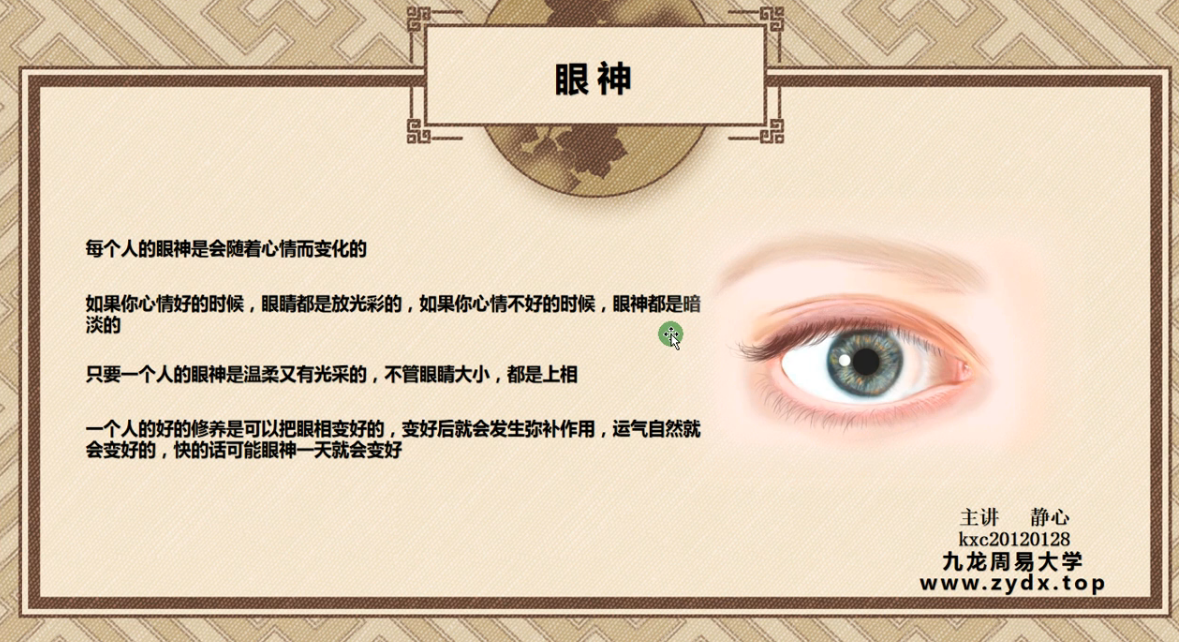 眼神
每个人的眼神是会随着心情而变化的
如果你心情好的时候，眼睛都是放光彩的，如果你心情不好的时候，眼神都是暗
淡的
只要一个人的眼神是温柔又有光采的，不管眼睛大小，都是上相
一个人的好的修养是可以把眼相变好的，变好后就会发生弥补作用，运气自然就
会变好的，快的话可能眼神一天就会变好
主讲 静心
kxc20120128
九龙周易大学
www.zydx.top